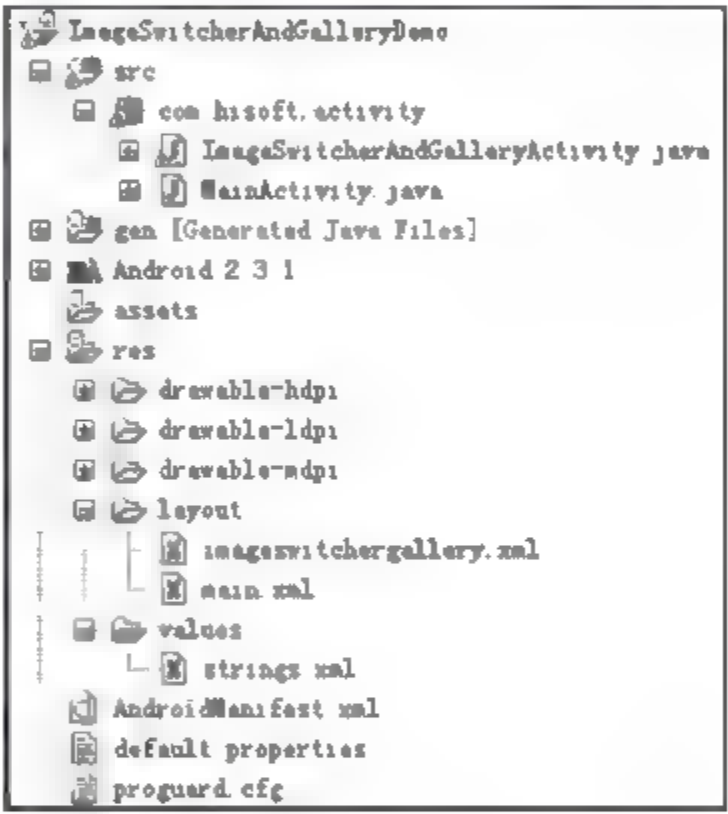 ImageSwitcherAndGalleryDemo
src
com.hisoft.activity
ImageSwitcherAndGalleryActivity.java
MainActivity.java
gen [Generated Java Files]
Android 2.3.1
assets
res
drawable-hdpi
drawable-ldpi
drawable-mdpi
layout
imageswitchergallery.xml
main.xml
values
strings.xml
AndroidManifest.xml
default.properties
proguard.cfg